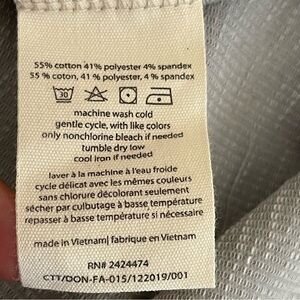 55% cotton 41% polyester 4% spandex
55 % coton, 41 % polyester, 4 % spandex
30
machine wash cold
gentle cycle, with like colors
only nonchlorine bleach if needed
tumble dry low
cool iron if needed
laver à la machine à l'eau froide
cycle délicat avec les mêmes couleurs
sans chlorure décolorant seulement
sécher par culbutage à basse température
repasser à basse température si nécessaire
made in Vietnam| fabrique en Vietnam
RN# 2424474
CTT/DON-FA-015/122019/001